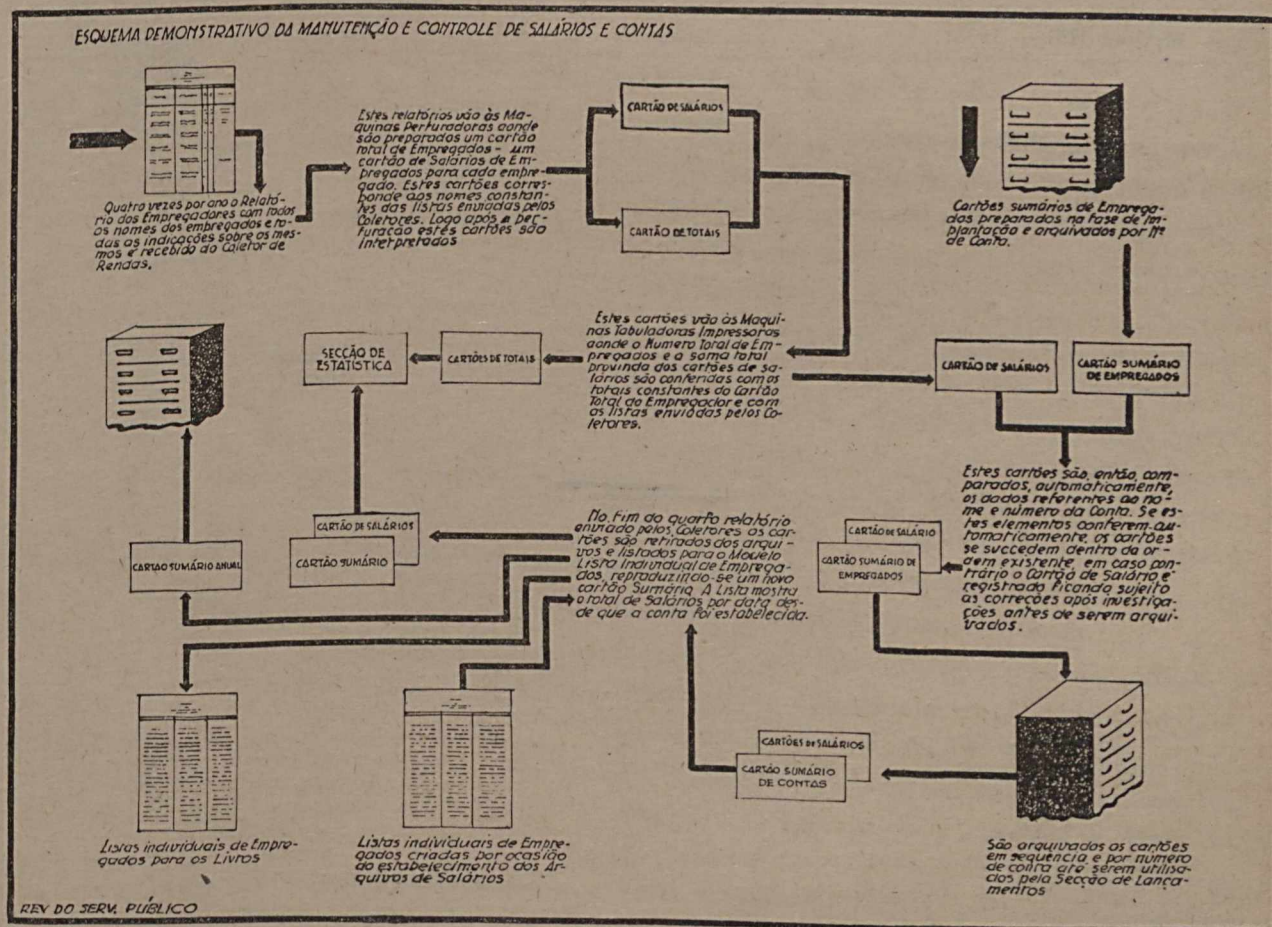 ESQUEMA DEMONSTRATIVO DA MANUTENÇÃO E CONTROLE DE SALÁRIOS E CONTAS
Quatro vezes por ano o Relató-
rio dos Empregadores com todos
os nomes dos empregados e to-
das as indicações sobre os mes-
mos é recebido do Coletor de
Rendas.
Estes relatórios vão às Ma-
quinas Perfuradoras aonde
são preparados um cartão
total de Empregados - um
cartão de Salários de Em-
pregados para cada empre-
gado. Estes cartões corres-
ponde aos nomes constan-
tes das listas enviadas pelos
Coletores. Logo após a per-
furação estes cartões são
Interpretados
CARTÃO DE SALÁRIOS
CARTÃO DE TOTAIS
Cartões sumários de Emprega-
dos preparados na fase de Im-
plantação e arquivados por Nº
de Conta.
SECÇÃO DE
ESTATISTICA
CARTÕES DE TOTAIS
Estes cartões vão às Maqui-
nas Tabuladoras Impressoras
aonde o Numero Total de Em-
pregados e a soma total
provinda dos cartões de sa-
lários são conferidas com os
totais constantes do Cartão
Total do Empregador e com
as listas enviadas pelos Co-
letores.
CARTÃO DE SALÁRIOS
CARTÃO SUMÁRIO
DE EMPREGADOS
Estes cartões são, então, com-
parados, automaticamente,
os dados referentes ao no-
me e número da Conta. Se es-
tes elementos conferem au-
tomaticamente, os cartões
se succedem dentro da or-
dem existente, em caso con-
trário o Cartão de Salário é
registrado ficando sujeito
as correções após investiga-
ções antes de serem arqui-
vados.
CARTÃO DE SALÁRIO
CARTÃO SUMÁRIO DE
EMPREGADOS
No Fim do quarto relatório
enviado pelos Coletores os car-
tões são retirados dos arqui-
vos e listados para o Modelo
Lista Individual de Emprega-
dos, reproduzindo-se um novo
cartão Sumário. A Lista mostra
o total de Salários por data des-
de que a conta foi estabelecida.
CARTÃO DE SALÁRIOS
CARTÃO SUMÁRIO
CARTÃO SUMÁRIO ANUAL
CARTÕES DE SALÁRIOS
CARTÃO SUMÁRIO
DE CONTAS
Listas individuais de Empre-
gados para os Livros
Listas individuais de Empre-
gados criadas por ocasião
do estabelecimento dos Ar-
quivos de Salários
São arquivados os cartões
em sequência e por número
de conta até serem utilisa-
dos pela Secção de Lança-
mentos
REV DO SERV. PÚBLICO